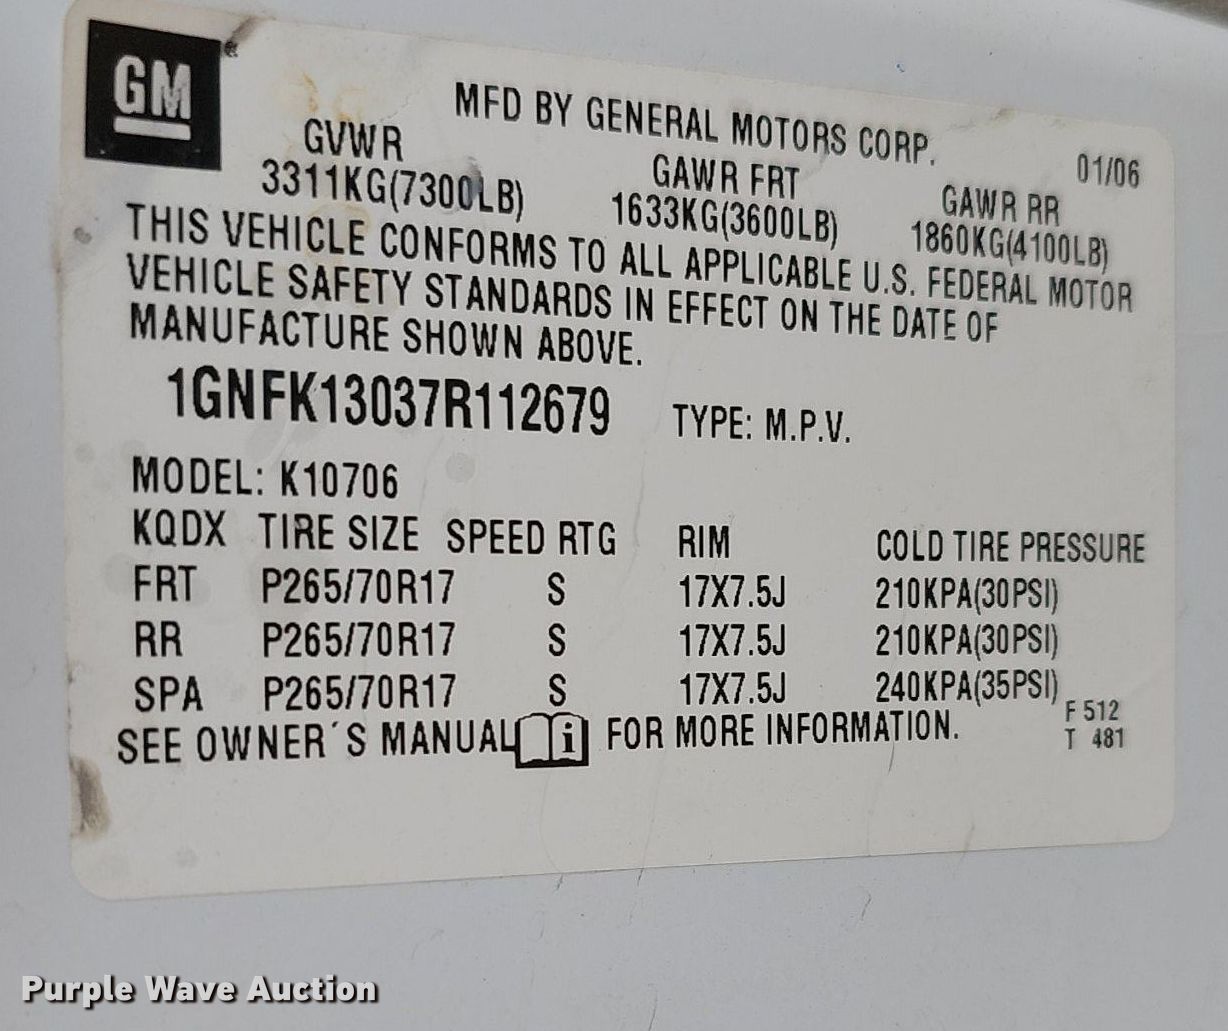 GM
MFD BY GENERAL MOTORS CORP.
01/06
GVWR
GAWR FRT
GAWR RR
3311KG(7300LB)
1633KG(3600LB)
1860KG(4100LB)
THIS VEHICLE CONFORMS TO ALL APPLICABLE U.S. FEDERAL MOTOR
VEHICLE SAFETY STANDARDS IN EFFECT ON THE DATE OF
MANUFACTURE SHOWN ABOVE.
1GNFK13037R112679 TYPE: M.P.V.
MODEL: K10706
KQDX TIRE SIZE SPEED RTG RIM COLD TIRE PRESSURE
FRT P265/70R17 S 17X7.5J 210KPA(30PSI)
RR P265/70R17 S 17X7.5J 210KPA(30PSI)
SPA P265/70R17 S 17X7.5J 240KPA(35PSI)
SEE OWNER´S MANUAL i FOR MORE INFORMATION.
F 512
T 481
Purple Wave Auction